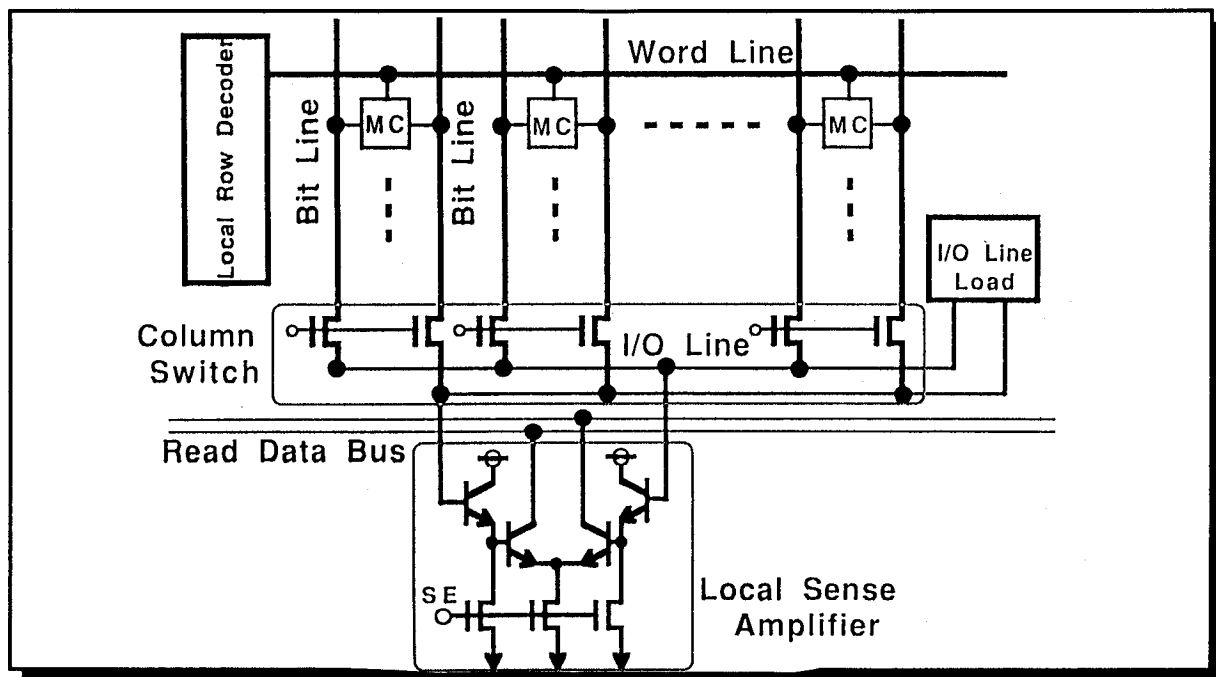 Local Row Decoder
Word Line
Bit Line
MC
Bit Line
MC
MC
I/O Line
Load
Column
Switch
I/O Line
Read Data Bus
SE
Local Sense
Amplifier